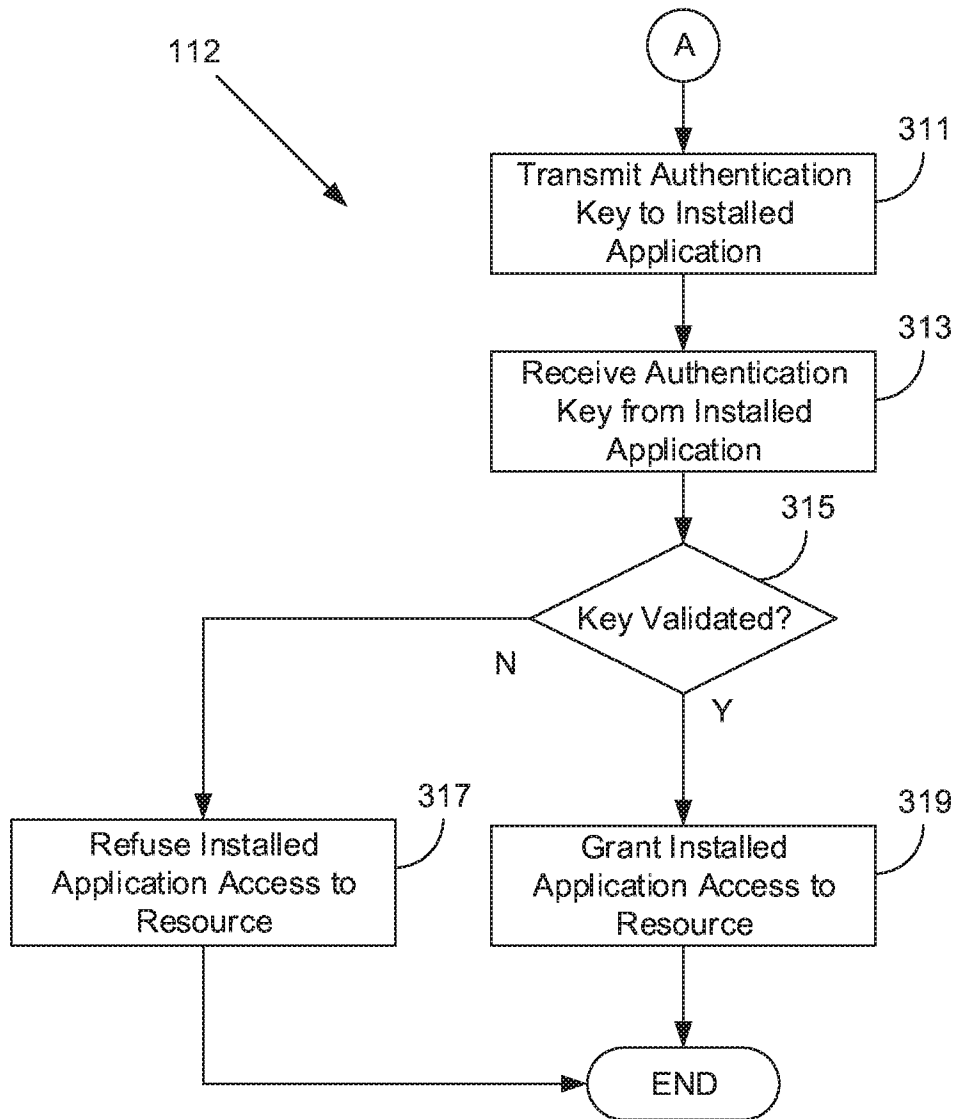 112
A
311
Transmit Authentication
Key to Installed
Application
313
Receive Authentication
Key from Installed
Application
315
Key Validated?
N
Y
317
Refuse Installed
Application Access to
Resource
319
Grant Installed
Application Access to
Resource
END